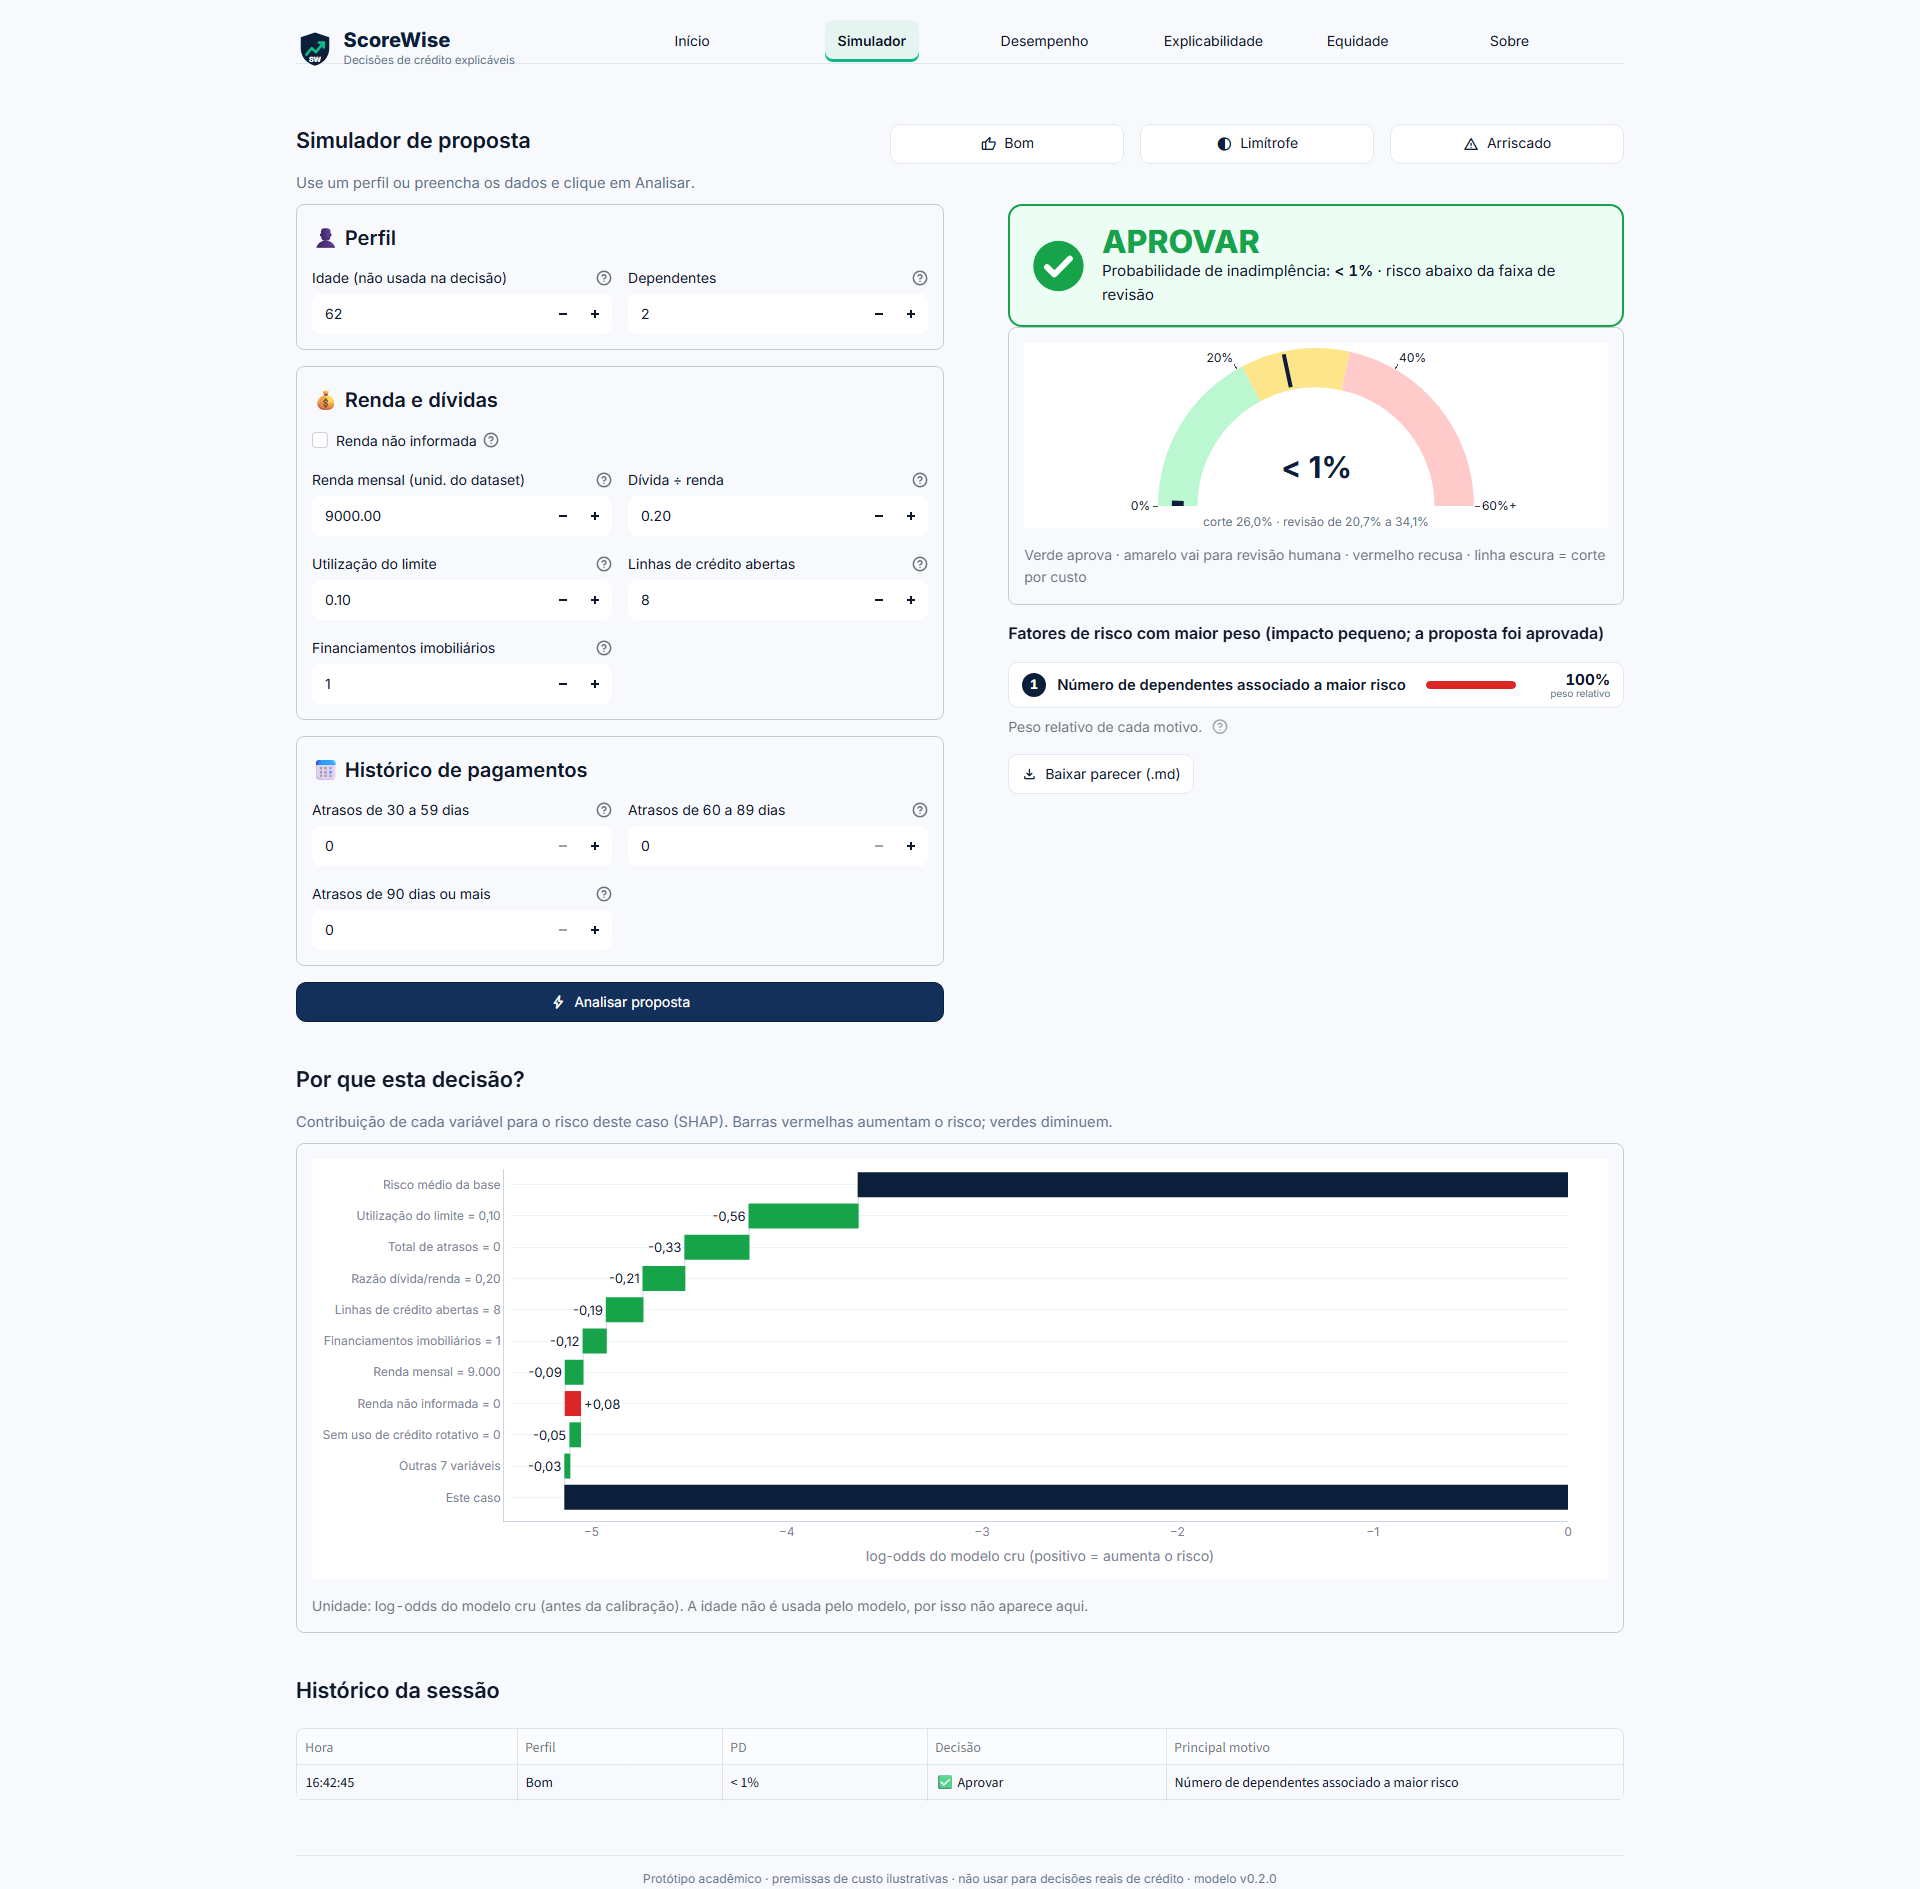 ScoreWise
Decisões de crédito explicáveis
SW
Início
Simulador
Desempenho
Explicabilidade
Equidade
Sobre
Simulador de proposta
Bom
Limítrofe
Arriscado
Use um perfil ou preencha os dados e clique em Analisar.
Perfil
Idade (não usada na decisão)
Dependentes
62
2
Renda e dívidas
Renda não informada
Renda mensal (unid. do dataset)
Dívida ÷ renda
9000.00
0.20
Utilização do limite
Linhas de crédito abertas
0.10
8
Financiamentos imobiliários
1
Histórico de pagamentos
Atrasos de 30 a 59 dias
Atrasos de 60 a 89 dias
0
0
Atrasos de 90 dias ou mais
0
Analisar proposta
APROVAR
Probabilidade de inadimplência: < 1% · risco abaixo da faixa de
revisão
20%
40%
< 1%
0%
60%+
corte 26,0% · revisão de 20,7% a 34,1%
Verde aprova · amarelo vai para revisão humana · vermelho recusa · linha escura = corte
por custo
Fatores de risco com maior peso (impacto pequeno; a proposta foi aprovada)
1 Número de dependentes associado a maior risco
100%
peso relativo
Peso relativo de cada motivo.
Baixar parecer (.md)
Por que esta decisão?
Contribuição de cada variável para o risco deste caso (SHAP). Barras vermelhas aumentam o risco; verdes diminuem.
Risco médio da base
Utilização do limite = 0,10
-0,56
Total de atrasos = 0
-0,33
Razão dívida/renda = 0,20
-0,21
Linhas de crédito abertas = 8
-0,19
Financiamentos imobiliários = 1
-0,12
Renda mensal = 9.000
-0,09
Renda não informada = 0
+0,08
Sem uso de crédito rotativo = 0
-0,05
Outras 7 variáveis
-0,03
Este caso
−5
−4
−3
−2
−1
0
log-odds do modelo cru (positivo = aumenta o risco)
Unidade: log-odds do modelo cru (antes da calibração). A idade não é usada pelo modelo, por isso não aparece aqui.
Histórico da sessão
Hora
Perfil
PD
Decisão
Principal motivo
16:42:45
Bom
< 1%
✅ Aprovar
Número de dependentes associado a maior risco
Protótipo acadêmico · premissas de custo ilustrativas · não usar para decisões reais de crédito · modelo v0.2.0